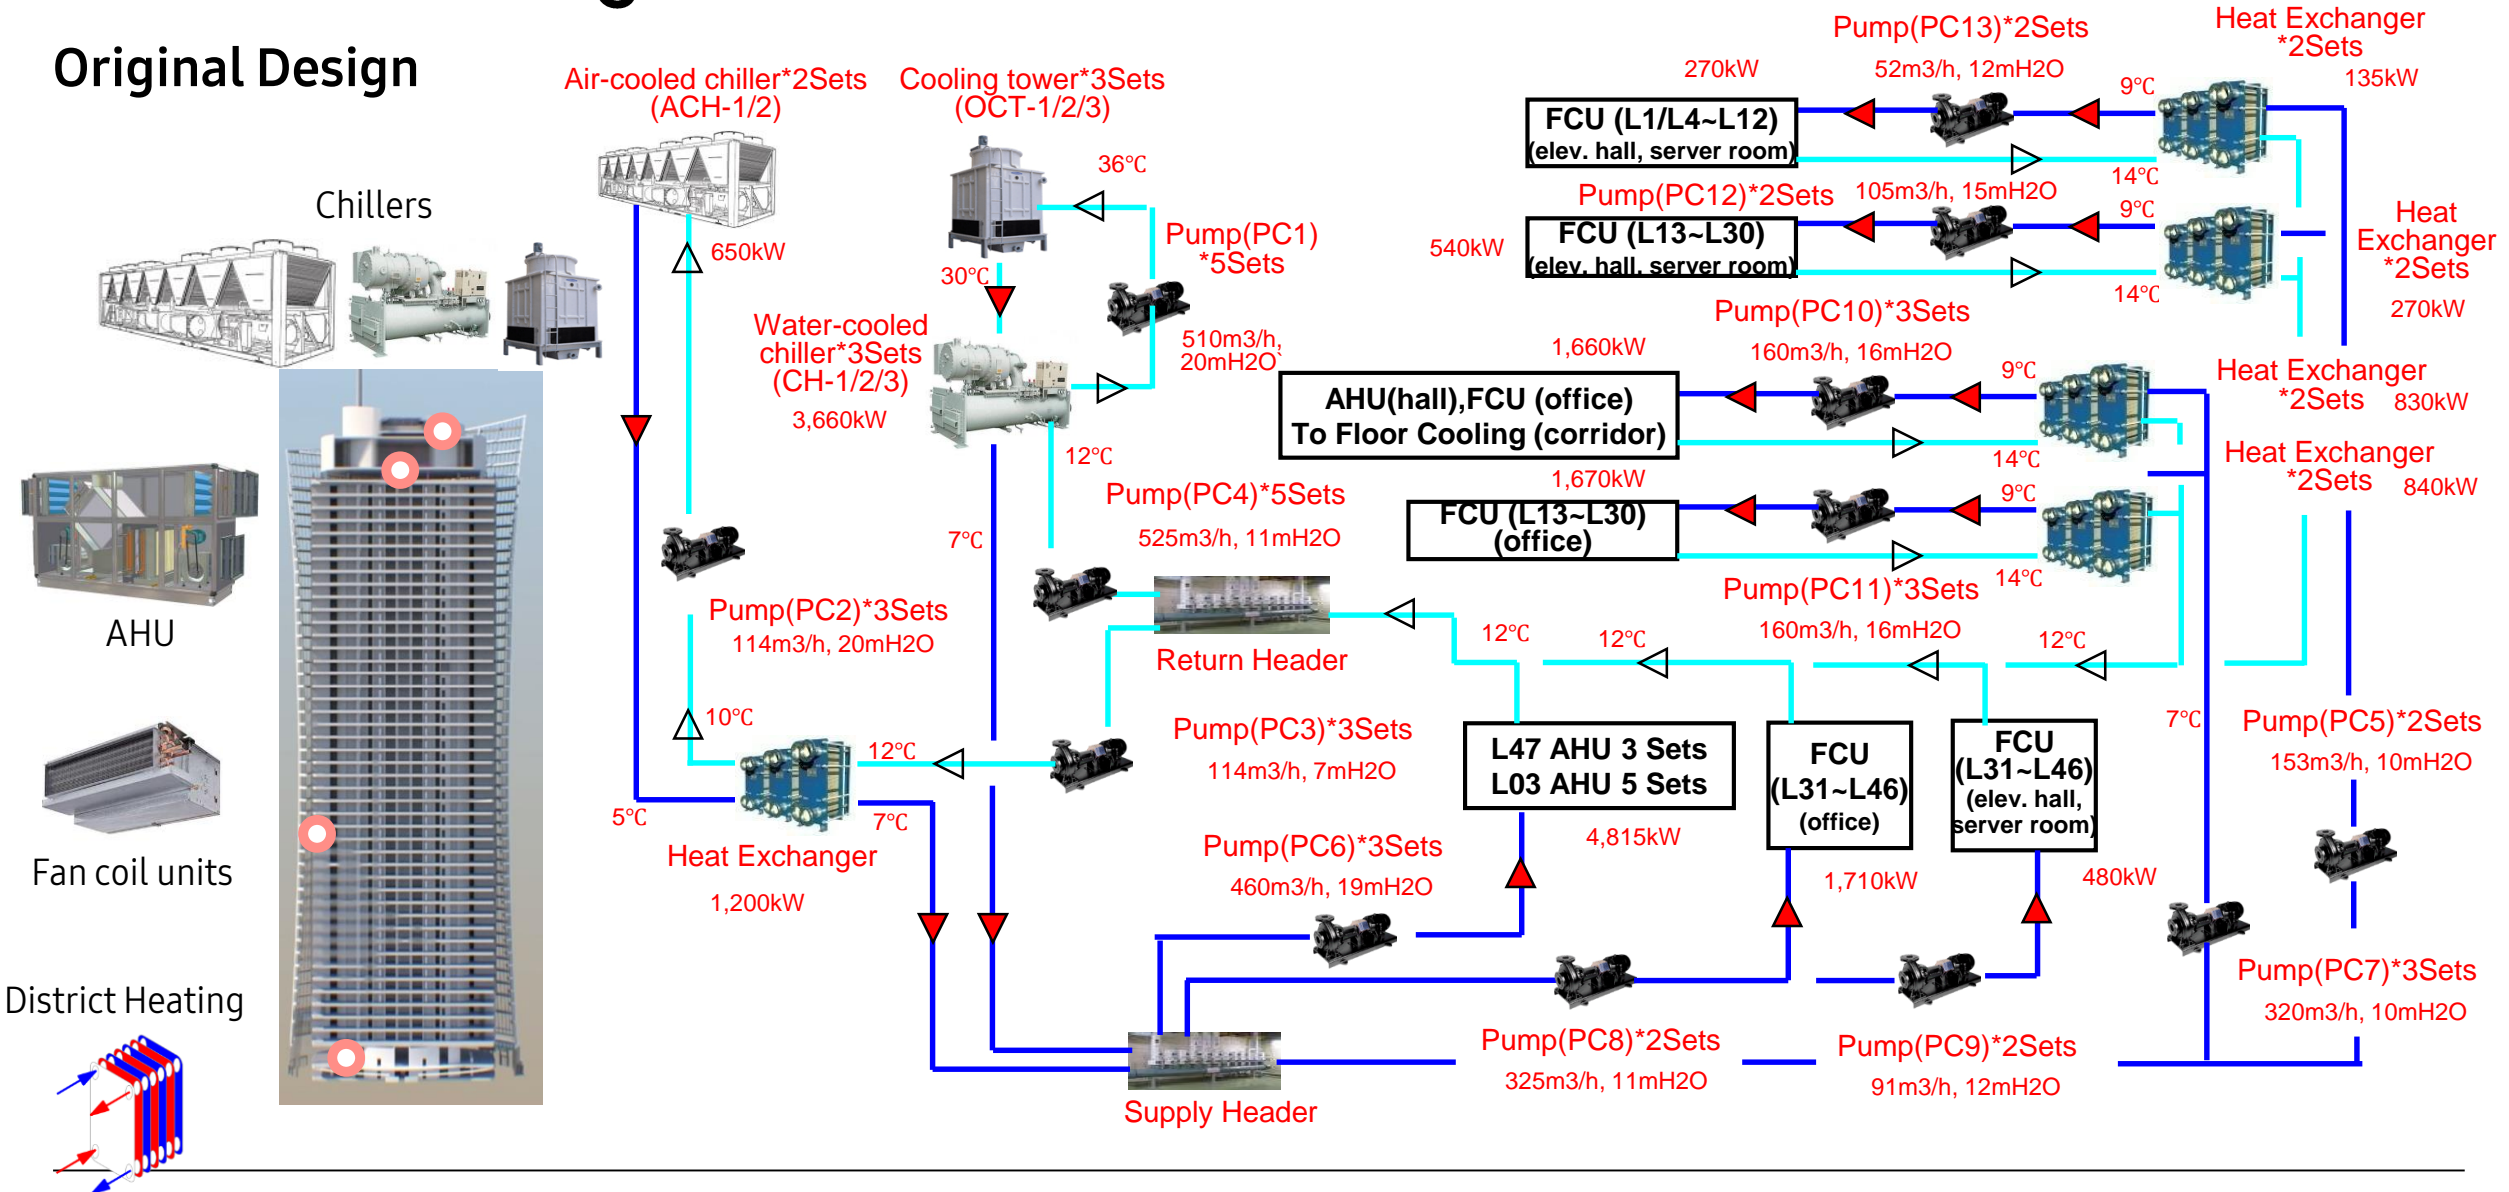 Original Design
Chillers
AHU
Fan coil units
District Heating
Air-cooled chiller*2Sets
(ACH-1/2)
650kW
Cooling tower*3Sets
(OCT-1/2/3)
36℃
30℃
Pump(PC1)
*5Sets
510m3/h,
20mH2O`
Water-cooled
chiller*3Sets
(CH-1/2/3)
3,660kW
12℃
7℃
Pump(PC4)*5Sets
525m3/h, 11mH2O
Pump(PC2)*3Sets
114m3/h, 20mH2O
Return Header
10℃
12℃
5℃
7℃
Heat Exchanger
1,200kW
Pump(PC3)*3Sets
114m3/h, 7mH2O
Pump(PC6)*3Sets
460m3/h, 19mH2O
Supply Header
Pump(PC13)*2Sets
52m3/h, 12mH2O
270kW
9℃
Heat Exchanger
*2Sets
135kW
FCU (L1/L4~L12)
(elev. hall, server room)
14℃
Pump(PC12)*2Sets
105m3/h, 15mH2O
9℃
540kW
FCU (L13~L30)
(elev. hall. server room)
14℃
Heat
Exchanger
*2Sets
270kW
Pump(PC10)*3Sets
160m3/h, 16mH2O
1,660kW
9℃
AHU(hall),FCU (office)
To Floor Cooling (corridor)
14℃
Heat Exchanger
*2Sets
830kW
1,670kW
9℃
FCU (L13~L30)
(office)
14℃
Heat Exchanger
*2Sets
840kW
Pump(PC11)*3Sets
160m3/h, 16mH2O
12℃
12℃
12℃
L47 AHU 3 Sets
L03 AHU 5 Sets
4,815kW
FCU
(L31~L46)
(office)
1,710kW
FCU
(L31~L46)
(elev. hall,
server room)
480kW
7℃
Pump(PC5)*2Sets
153m3/h, 10mH2O
Pump(PC7)*3Sets
320m3/h, 10mH2O
Pump(PC8)*2Sets
325m3/h, 11mH2O
Pump(PC9)*2Sets
91m3/h, 12mH2O